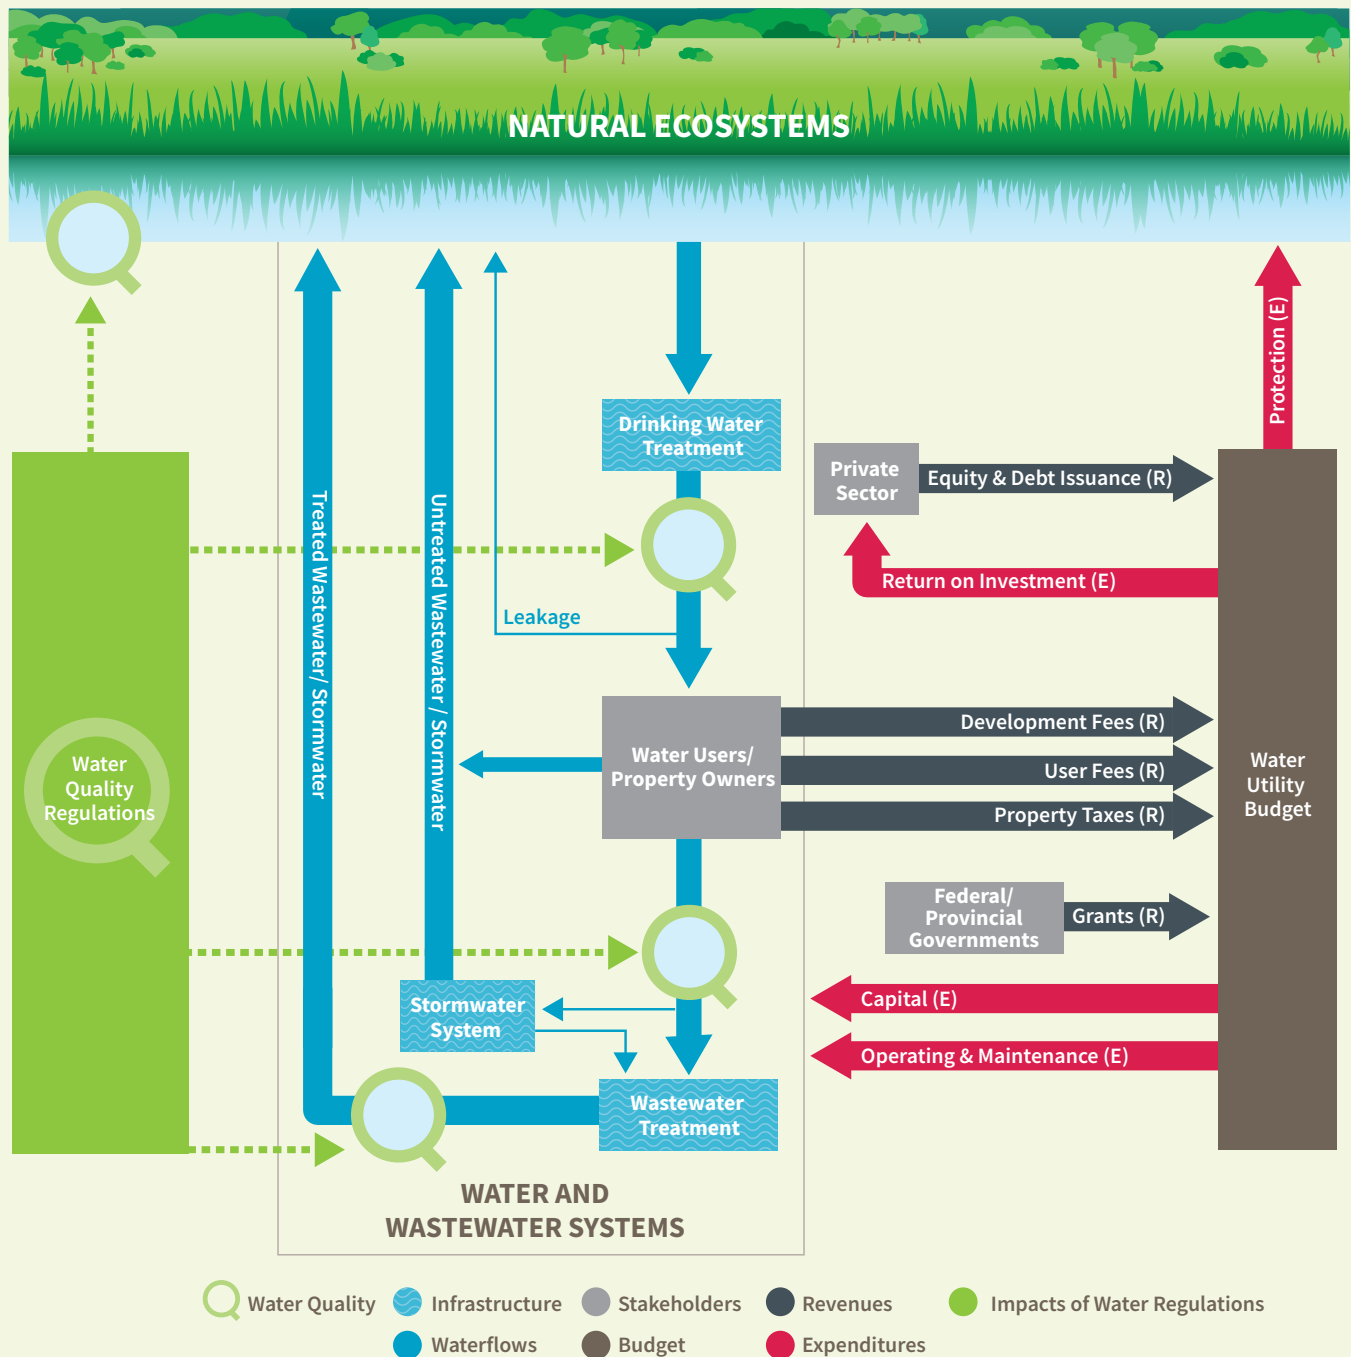 NATURAL ECOSYSTEMS
Protection (E)
Drinking Water
Treatment
Private
Sector
Equity & Debt Issuance (R)
Treated Wastewater/ Stormwater
Untreated Wastewater / Stormwater
Return on Investment (E)
Leakage
Water
Quality
Regulations
Water Users/
Property Owners
Development Fees (R)
User Fees (R)
Property Taxes (R)
Water
Utility
Budget
Federal/
Provincial
Governments
Grants (R)
Capital (E)
Stormwater
System
Operating & Maintenance (E)
Wastewater
Treatment
WATER AND
WASTEWATER SYSTEMS
Water Quality
Infrastructure
Stakeholders
Revenues
Impacts of Water Regulations
Waterflows
Budget
Expenditures